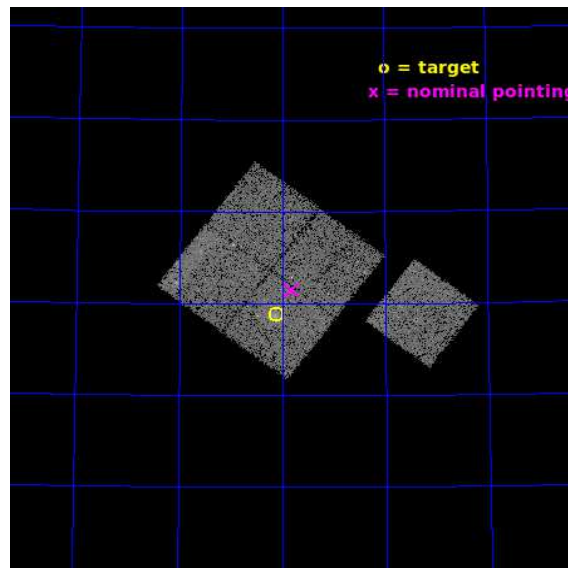 o = target
x = nominal pointing